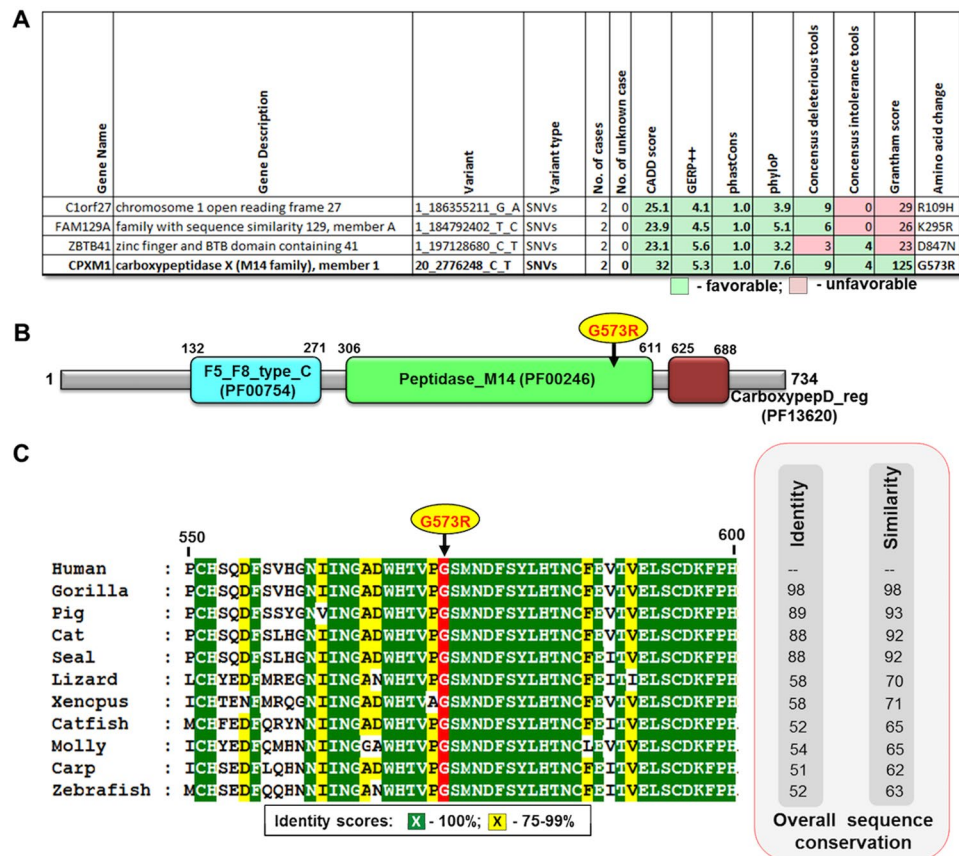 A
Gene Name Gene Description Variant Variant type No. of cases No. of unknown case CADD score GERP++ phastCons phyloP Concensus deleterious tools Concensus intolerance tools Grantham score Amino acid change
C1orf27 chromosome 1 open reading frame 27 1_186355211_G_A SNVs 2 0 25.1 4.1 1.0 3.9 9 0 29 R109H
FAM129A family with sequence similarity 129, member A 1_184792402_T_C SNVs 2 0 23.9 4.5 1.0 5.1 6 0 26 K295R
ZBTB41 zinc finger and BTB domain containing 41 1_197128680_C_T SNVs 2 0 23.1 5.6 1.0 3.2 3 4 23 D847N
CPXM1 carboxypeptidase X (M14 family), member 1 20_2776248_C_T SNVs 2 0 32 5.3 1.0 7.6 9 4 125 G573R
- favorable; - unfavorable
B
G573R
132 271 306 611 625 688
1 F5_F8_type_C Peptidase_M14 (PF00246) 734
(PF00754) CarboxypepD_reg
(PF13620)
C
G573R
Identity Similarity
550 600
Human : PCHSQDFSVHGNIINGADWHTVPGSMNDFSYLHTNCFEVTVELSCDKFPH -- --
Gorilla : PCHSQDFSVHGNIINGADWHTVPGSMNDFSYLHTNCFEVTVELSCDKFPH 98 98
Pig : PCHSQDFSSYGNVINGADWHTVPGSMNDFSYLHTNCFEVTVELSCDKFPH 89 93
Cat : PCHSQDFSLHGNIINGADWHTVPGSMNDFSYLHTNCFEVTVELSCDKFPH 88 92
Seal : PCHSQDFSLHGNIINGADWHTVPGSMNDFSYLHTNCFEVTVELSCDKFPH 88 92
Lizard : LCHYEDFMREGNIINGANWHTVPGSMNDFSYLHTNCFEITIELSCDKFPH 58 70
Xenopus : ICHTENFMRQGNIINGADWHTVAGSMNDFSYLHTNCFEVTVELSCDKFPH 58 71
Catfish : MCHFEDFQRYNNIINGADWHTVPGSMNDFSYLHTNCFEVTVELSCDKFPH 52 65
Molly : ICHYEDFQMHNNIINGGAWHTVPGSMNDFSYLHTNCLEVTVELSCDKFPH 54 65
Carp : ICHSEDFLQHNNIINGADWHTVPGSMNDFSYLHTNCFEITVELSCDKFPH 51 62
Zebrafish : MCHSEDFQQHNNIINGANWHTVPGSMNDFSYLHTNCFEITVELSCDKFPH 52 63
Identity scores: X - 100%; X - 75-99%
Overall sequence
conservation